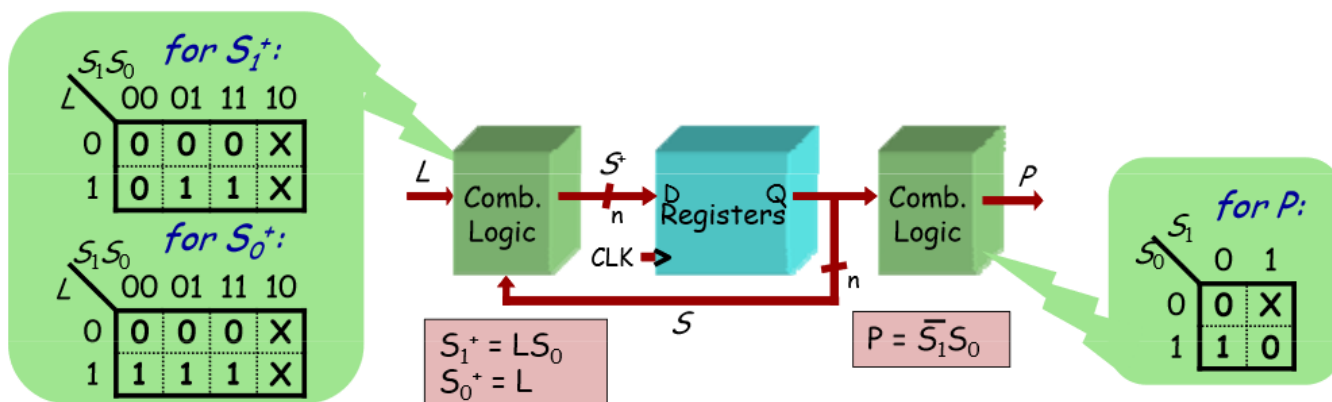 for S₁⁺:
S₁S₀
L 00 01 11 10
0 0 0 0 X
1 0 1 1 X
for S₀⁺:
S₁S₀
L 00 01 11 10
0 0 0 0 X
1 1 1 1 X
L
Comb.
Logic
S⁺
n
D Q
Registers
CLK
Comb.
Logic
P
n
S
S₁⁺ = LS₀
S₀⁺ = L
P = S̅₁S₀
for P:
S₁
S₀ 0 1
0 0 X
1 1 0